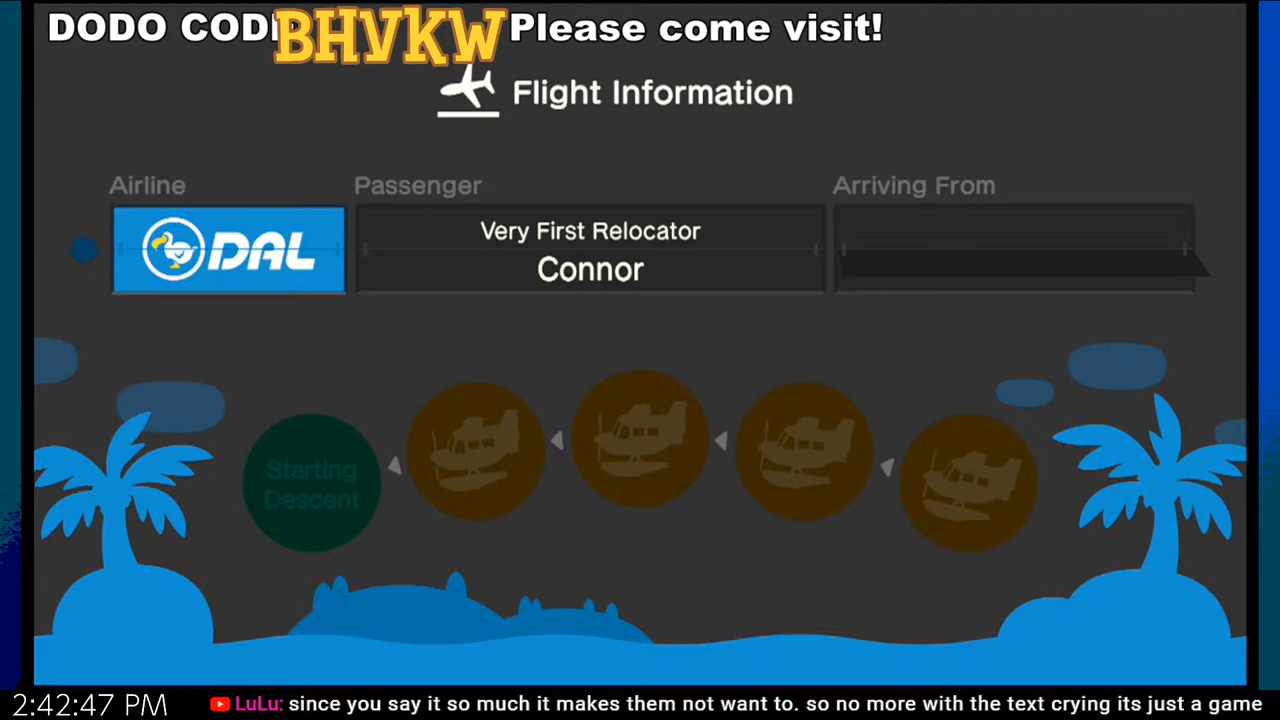 DODO CODE BHVKW Please come visit!
Flight Information
Airline Passenger Arriving From
DAL
Very First Relocator
Connor
Starting
Descent
2:42:47 PM LuLu: since you say it so much it makes them not want to. so no more with the text crying its just a game